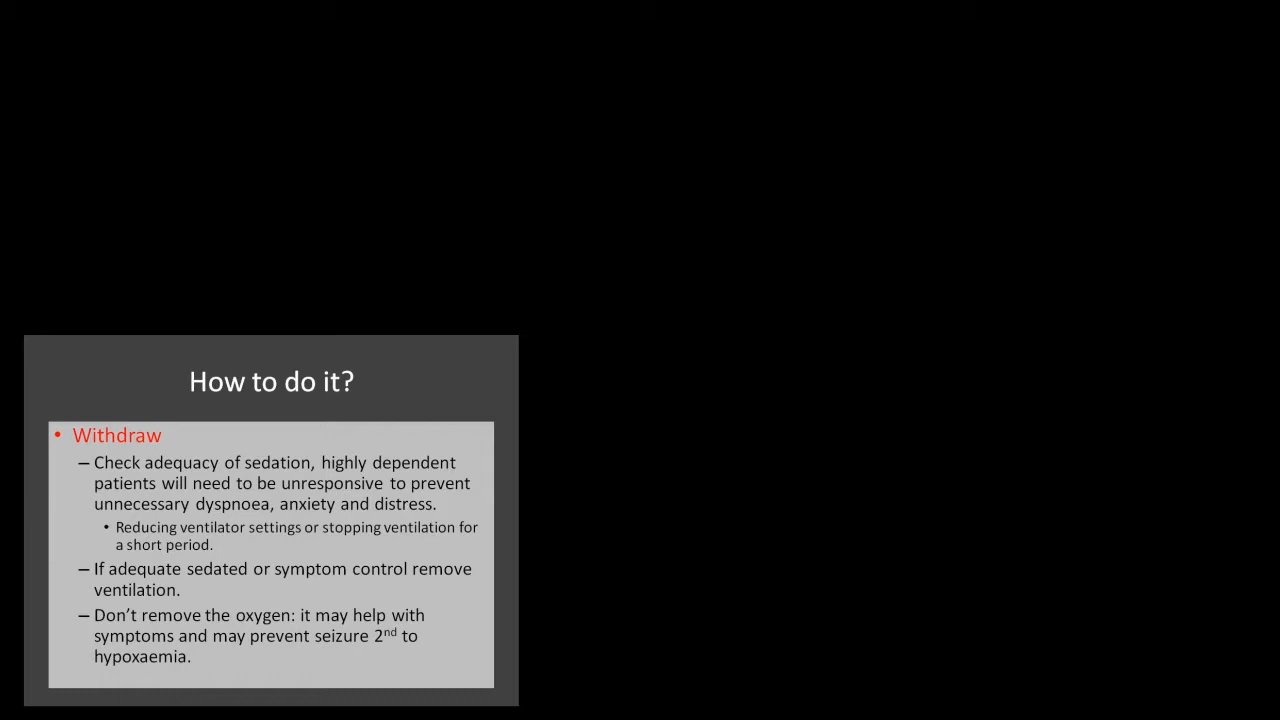 How to do it?
• Withdraw
– Check adequacy of sedation, highly dependent
patients will need to be unresponsive to prevent
unnecessary dyspnoea, anxiety and distress.
• Reducing ventilator settings or stopping ventilation for
a short period.
– If adequate sedated or symptom control remove
ventilation.
– Don’t remove the oxygen: it may help with
symptoms and may prevent seizure 2nd to
hypoxaemia.